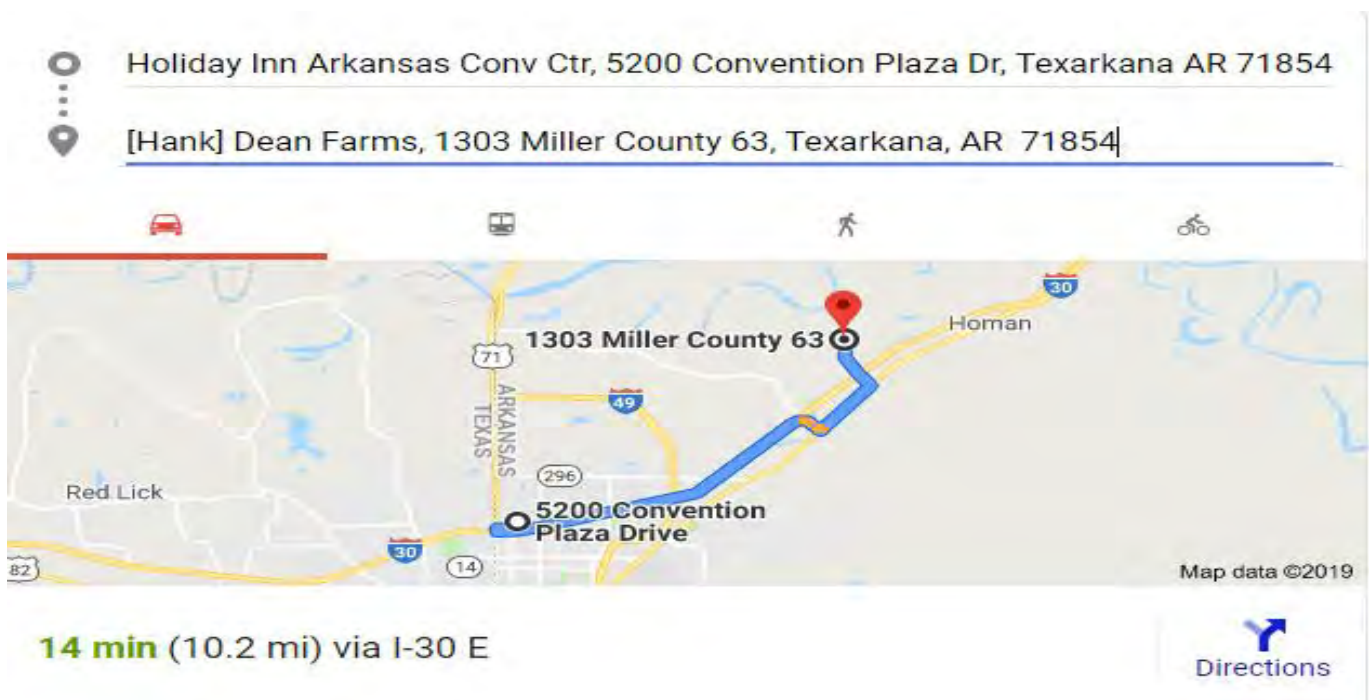 Holiday Inn Arkansas Conv Ctr, 5200 Convention Plaza Dr, Texarkana AR 71854
[Hank] Dean Farms, 1303 Miller County 63, Texarkana, AR  71854
30
Homan
1303 Miller County 63
71
ARKANSAS
TEXAS
49
296
Red Lick
5200 Convention
Plaza Drive
30
14
82
Map data ©2019
14 min (10.2 mi) via I-30 E
Directions